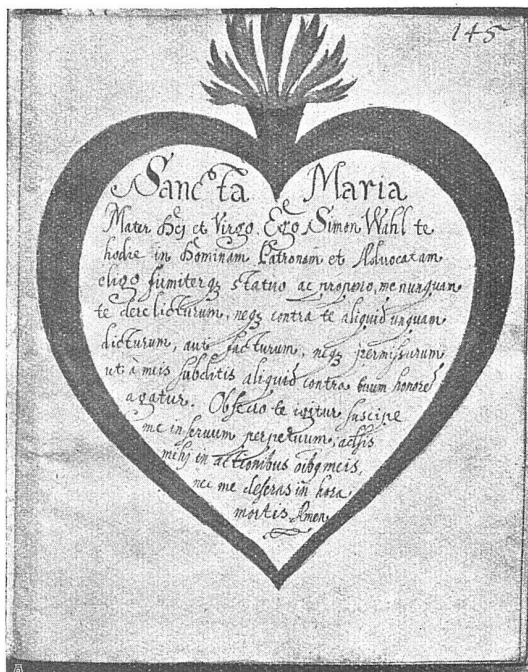 145
Sancta Maria
Mater Dej et Virgo. Ego Simon Wahl te
hodie in Dominam Patronam et Advocatam
eligo firmiterq; statuo ac propono, me nunquam
te derelicturum, neq; contra te aliquid unquam
dicturum, aut facturum, neq; permissurum
ut à meis subditis aliquid contra tuum honorē
agatur. Obsecro te igitur suscipe
me in servum perpetuum, adsis
mihj in actionibus oibq meis,
nec me deseras in hora
mortis Amen